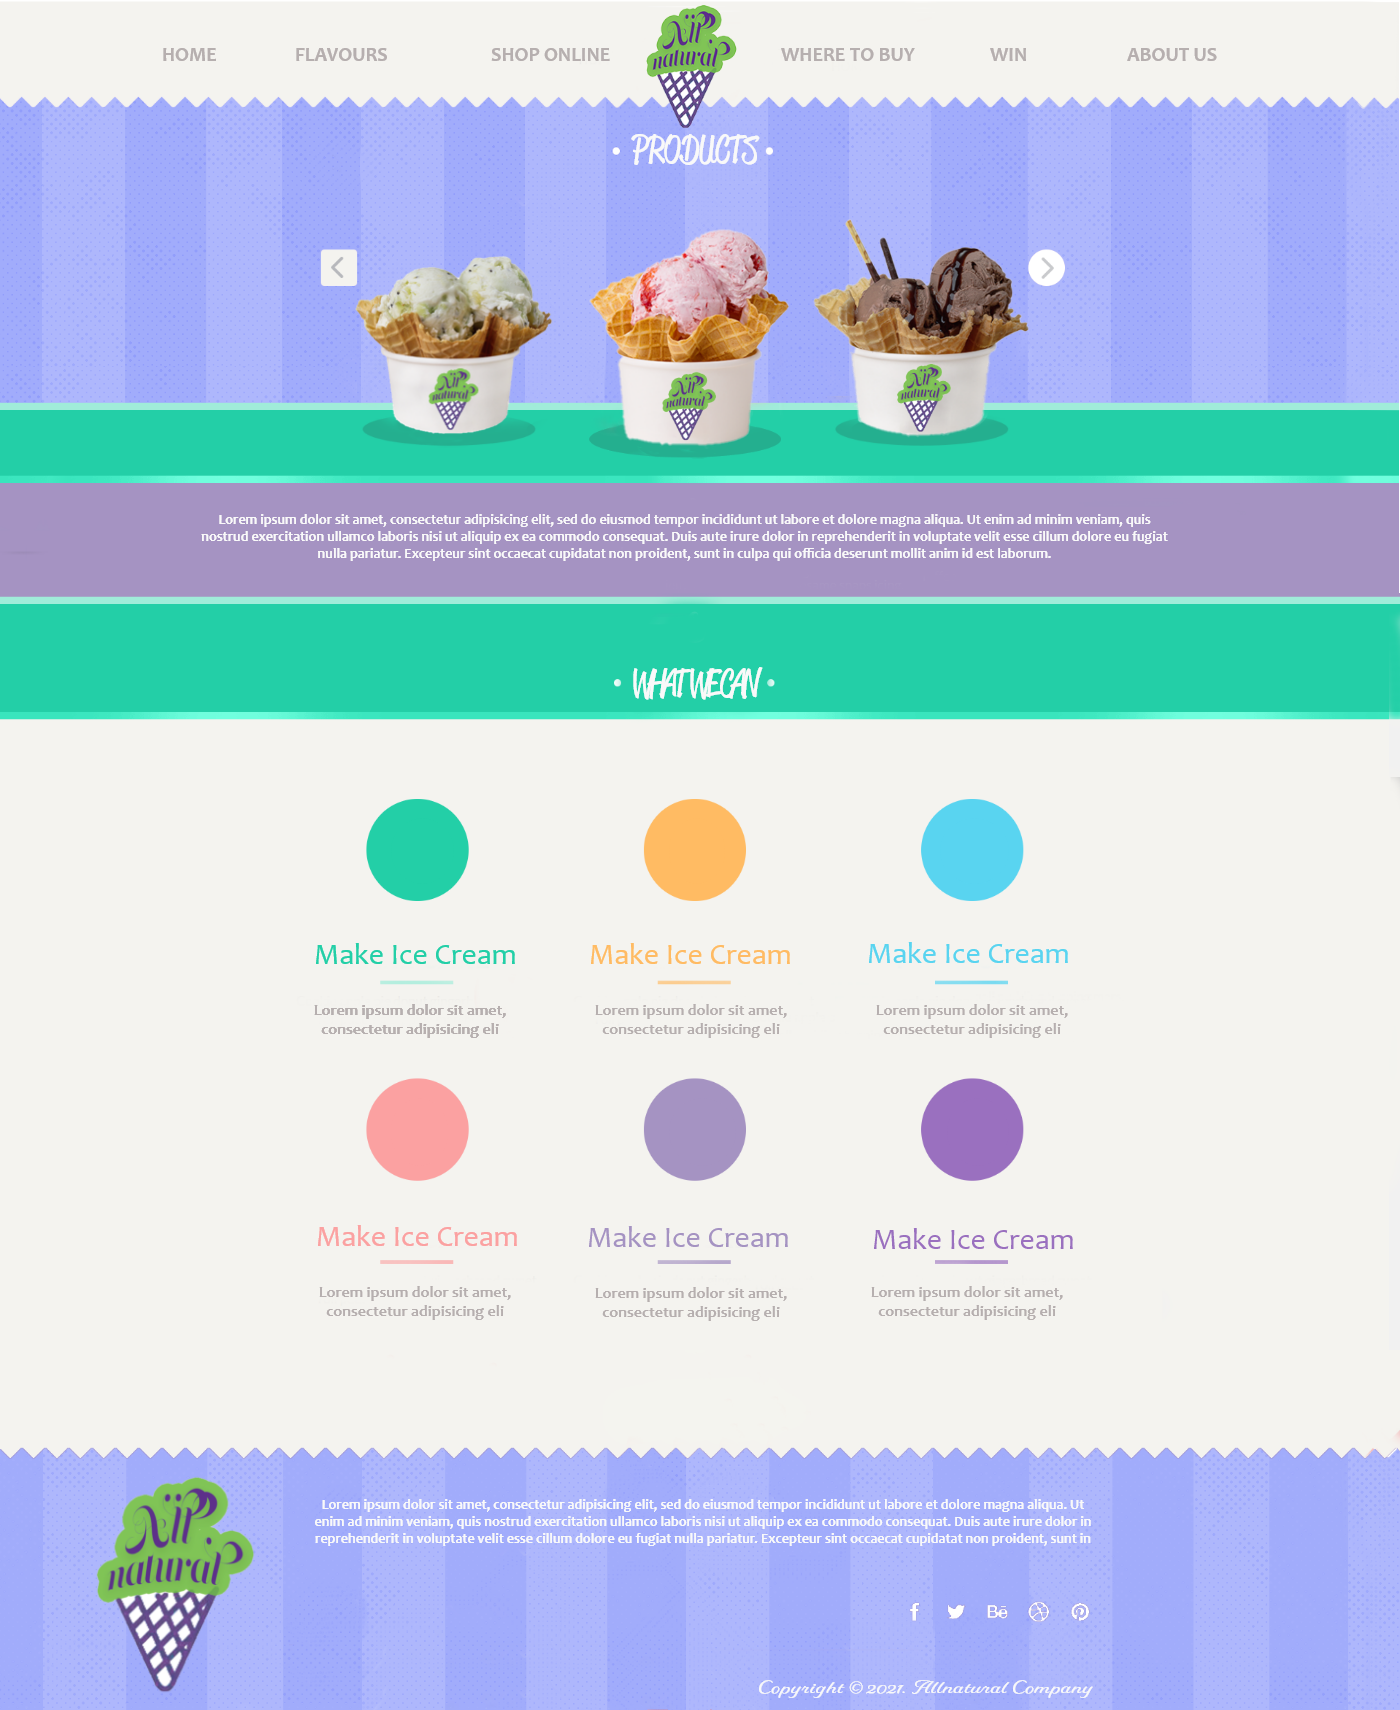 HOME FLAVOURS SHOP ONLINE WHERE TO BUY WIN ABOUT US
Nip
natural
• PRODUCTS •
Nip
natural
Nip
natural
Nip
natural
Lorem ipsum dolor sit amet, consectetur adipisicing elit, sed do eiusmod tempor incididunt ut labore et dolore magna aliqua. Ut enim ad minim veniam, quis
nostrud exercitation ullamco laboris nisi ut aliquip ex ea commodo consequat. Duis aute irure dolor in reprehenderit in voluptate velit esse cillum dolore eu fugiat
nulla pariatur. Excepteur sint occaecat cupidatat non proident, sunt in culpa qui officia deserunt mollit anim id est laborum.
• WHAT WE CAN •
Make Ice Cream
Lorem ipsum dolor sit amet,
consectetur adipisicing eli
Make Ice Cream
Lorem ipsum dolor sit amet,
consectetur adipisicing eli
Make Ice Cream
Lorem ipsum dolor sit amet,
consectetur adipisicing eli
Make Ice Cream
Lorem ipsum dolor sit amet,
consectetur adipisicing eli
Make Ice Cream
Lorem ipsum dolor sit amet,
consectetur adipisicing eli
Make Ice Cream
Lorem ipsum dolor sit amet,
consectetur adipisicing eli
Nip
natural
Lorem ipsum dolor sit amet, consectetur adipisicing elit, sed do eiusmod tempor incididunt ut labore et dolore magna aliqua. Ut
enim ad minim veniam, quis nostrud exercitation ullamco laboris nisi ut aliquip ex ea commodo consequat. Duis aute irure dolor in
reprehenderit in voluptate velit esse cillum dolore eu fugiat nulla pariatur. Excepteur sint occaecat cupidatat non proident, sunt in
Bē
Copyright © 2021. Allnatural Company